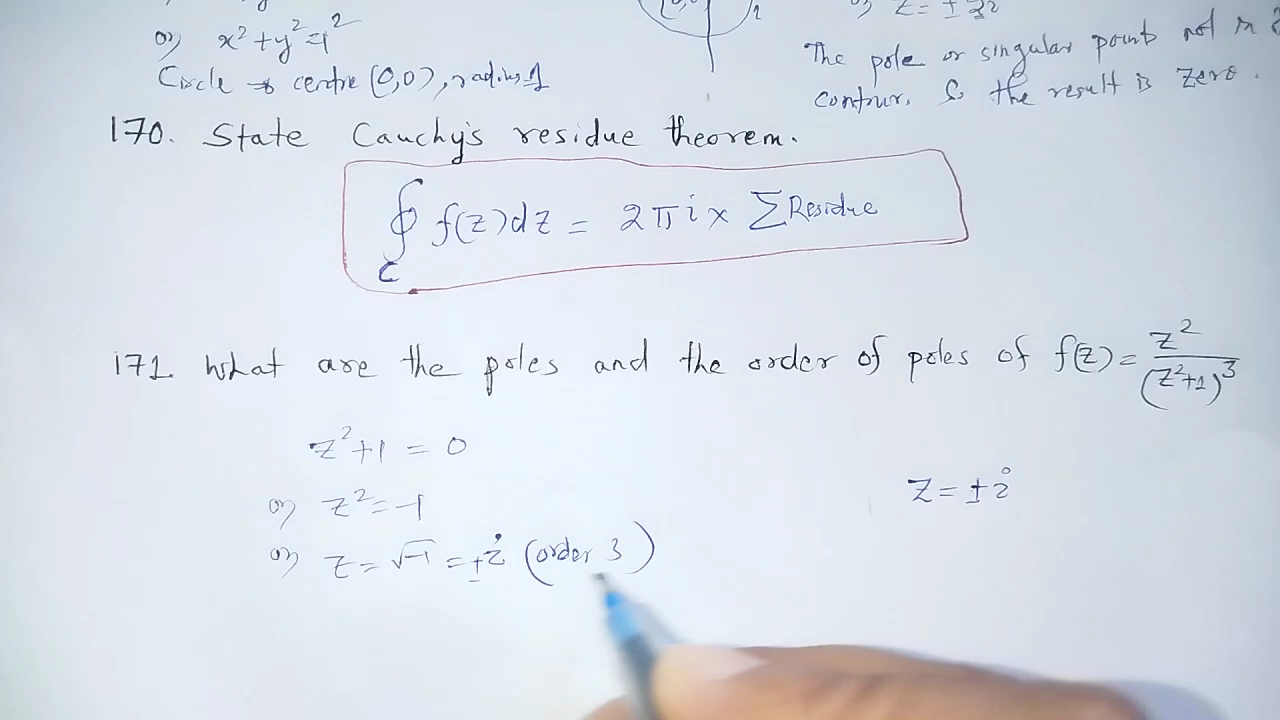 or) x² + y² = 1²
Circle → centre (0,0), radius 1
2
or) z = ±
The pole or singular point not in
contour. So the result is zero.
170. State Cauchy's residue theorem.
∮ f(z)dz = 2πi × ∑Residue
C
171. What are the poles and the order of poles of f(z) = z²/(z²+1)³
z²+1 = 0
or) z² = -1
or) z = √-1 = ±i (order 3)
z = ±i